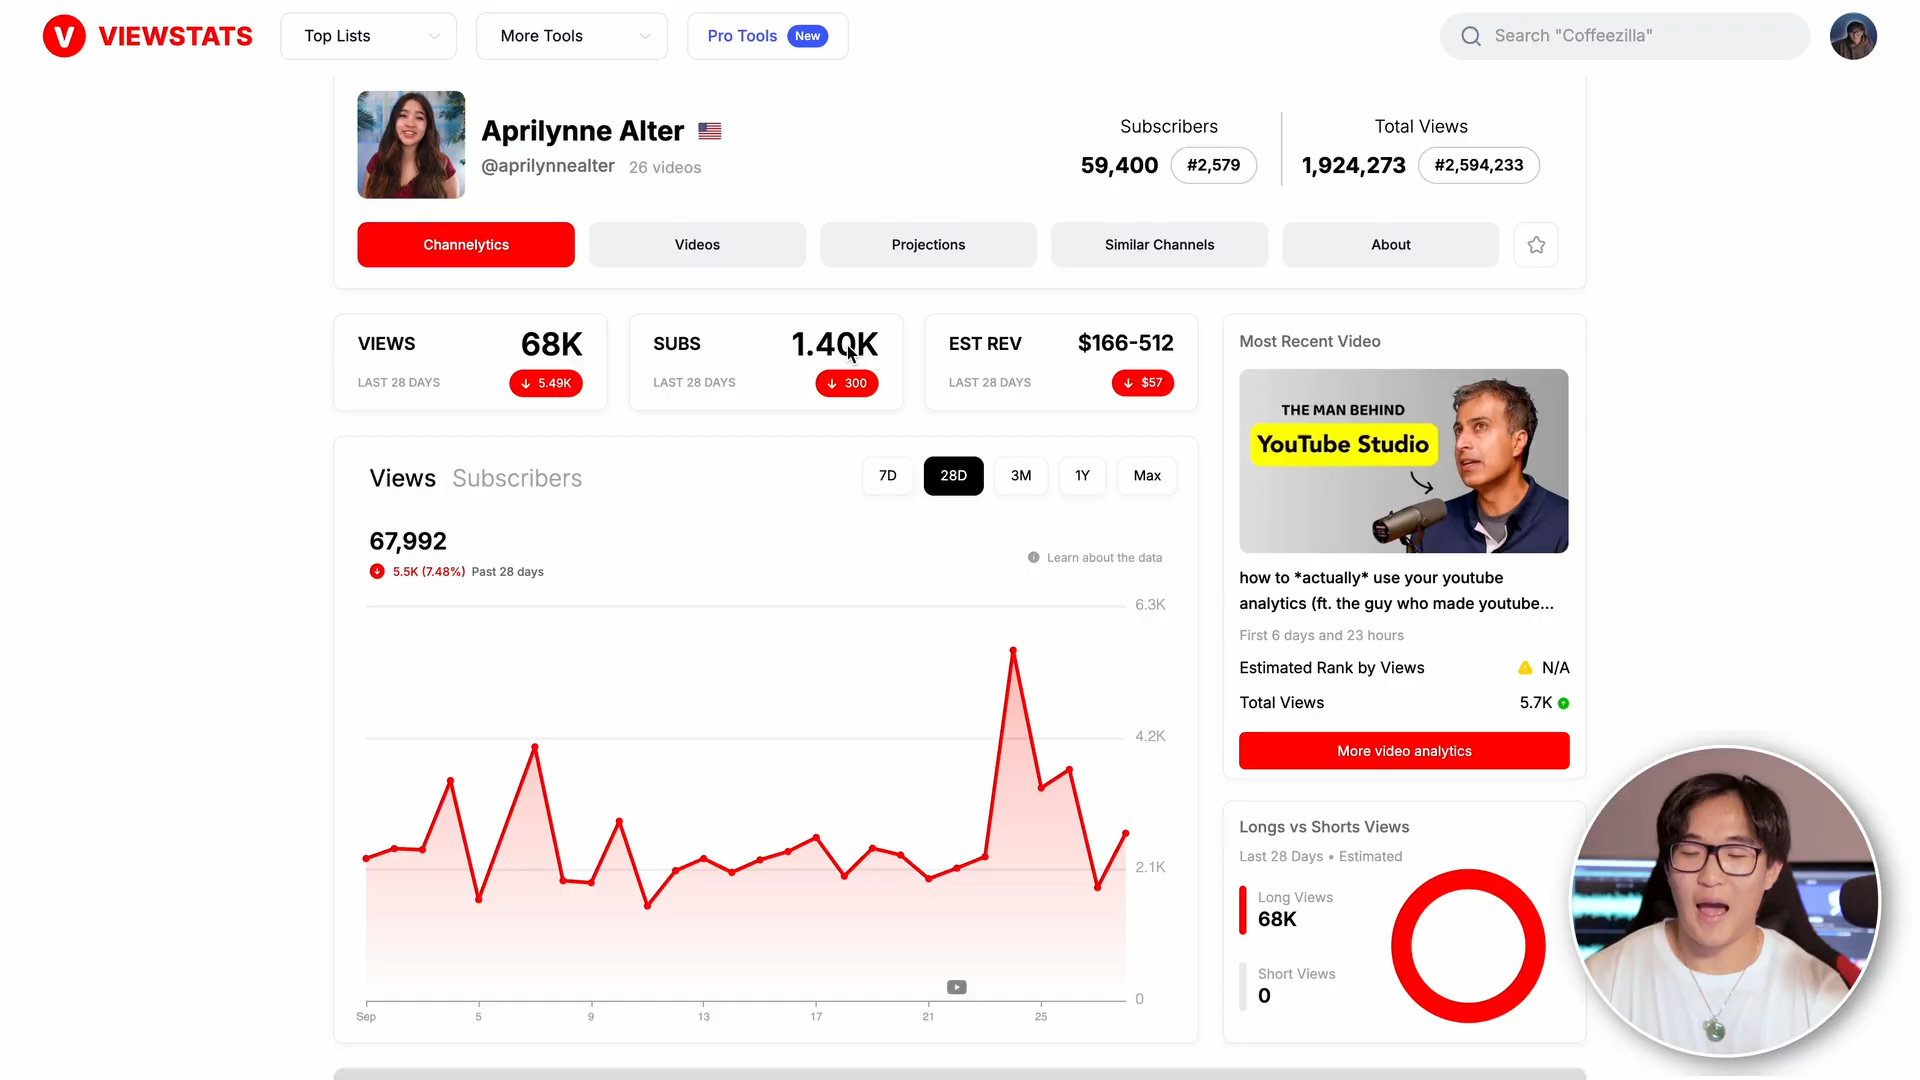 V VIEWSTATS
Top Lists
More Tools
Pro Tools New
Search "Coffeezilla"
Aprilynne Alter
@aprilynnealter 26 videos
Subscribers
59,400 #2,579
Total Views
1,924,273 #2,594,233
Channelytics
Videos
Projections
Similar Channels
About
VIEWS 68K
LAST 28 DAYS 5.49K
SUBS 1.40K
LAST 28 DAYS 300
EST REV $166-512
LAST 28 DAYS $57
Views Subscribers
7D 28D 3M 1Y Max
67,992
5.5K (7.48%) Past 28 days
Learn about the data
6.3K
4.2K
2.1K
0
Sep 5 9 13 17 21 25
Most Recent Video
THE MAN BEHIND
YouTube Studio
how to *actually* use your youtube
analytics (ft. the guy who made youtube...
First 6 days and 23 hours
Estimated Rank by Views N/A
Total Views 5.7K
More video analytics
Longs vs Shorts Views
Last 28 Days • Estimated
Long Views
68K
Short Views
0